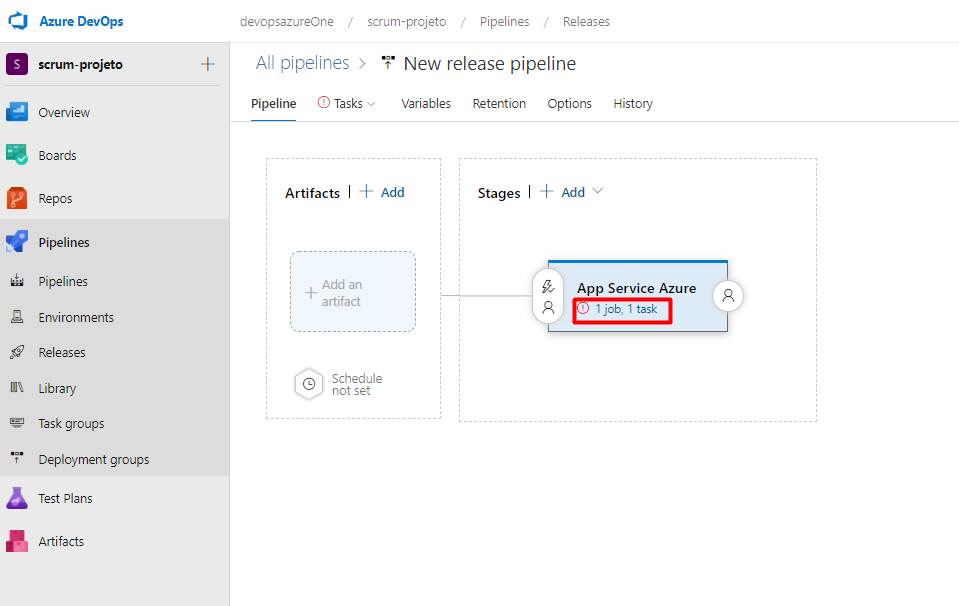 Azure DevOps
devopsazureOne / scrum-projeto / Pipelines / Releases
S scrum-projeto
All pipelines > New release pipeline
Pipeline Tasks Variables Retention Options History
Overview
Boards
Repos
Pipelines
Pipelines
Environments
Releases
Library
Task groups
Deployment groups
Test Plans
Artifacts
Artifacts | + Add
Add an
artifact
Schedule
not set
Stages | + Add
App Service Azure
1 job, 1 task